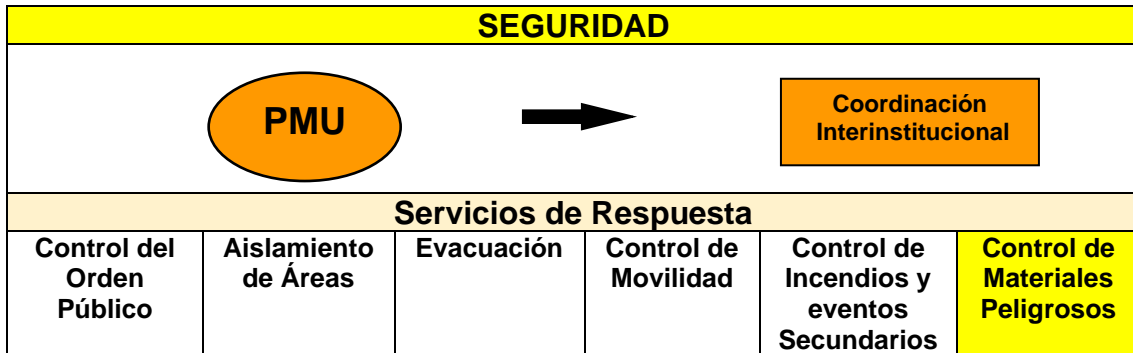 SEGURIDAD
PMU
Coordinación
Interinstitucional
Servicios de Respuesta
Control del
Orden
Público
Aislamiento
de Áreas
Evacuación
Control de
Movilidad
Control de
Incendios y
eventos
Secundarios
Control de
Materiales
Peligrosos